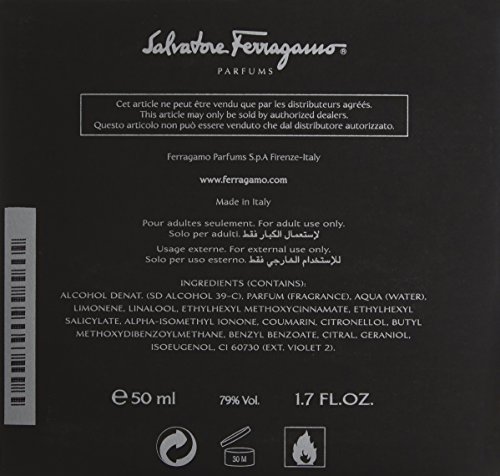 Salvatore Ferragamo®
PARFUMS
Cet article ne peut être vendu que par les distributeurs agréés.
This article may only be sold by authorized dealers.
Questo articolo non può essere venduto che dal distributore autorizzato.
Ferragamo Parfums S.p.A Firenze-Italy
www.ferragamo.com
Made in Italy
Pour adultes seulement. For adult use only.
Solo per adulti. لإستعمال الكبار فقط.
Usage externe. For external use only.
Solo per uso esterno. للإستخدام الخارجي فقط.
INGREDIENTS (CONTAINS):
ALCOHOL DENAT. (SD ALCOHOL 39-C), PARFUM (FRAGRANCE), AQUA (WATER),
LIMONENE, LINALOOL, ETHYLHEXYL METHOXYCINNAMATE, ETHYLHEXYL
SALICYLATE, ALPHA-ISOMETHYL IONONE, COUMARIN, CITRONELLOL, BUTYL
METHOXYDIBENZOYLMETHANE, BENZYL BENZOATE, CITRAL, GERANIOL,
ISOEUGENOL, CI 60730 (EXT. VIOLET 2).
e 50 ml 79% Vol. 1.7 FL.OZ.
30 M